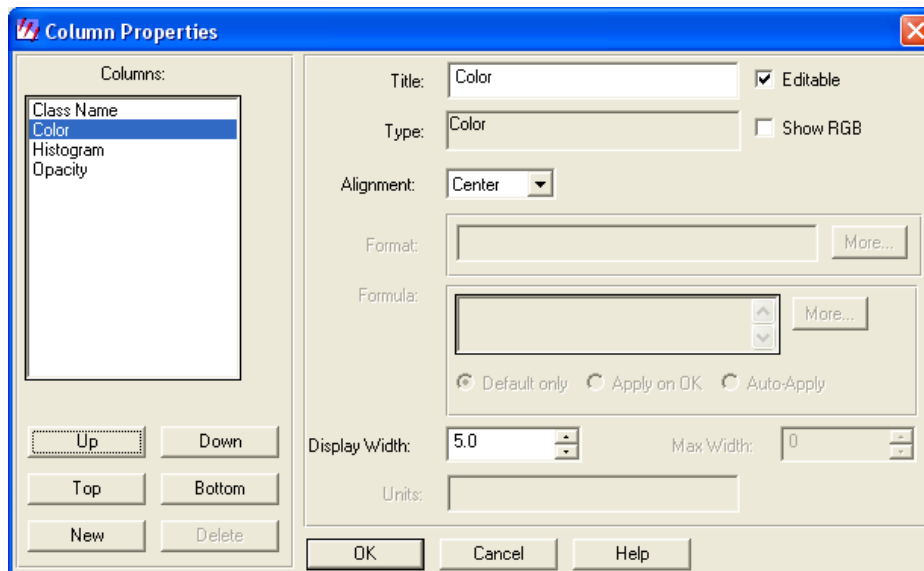 Column Properties
Columns:
Class Name
Color
Histogram
Opacity
Up
Down
Top
Bottom
New
Delete
Title:
Color
Editable
Type:
Color
Show RGB
Alignment:
Center
Format:
More...
Formula:
More...
Default only
Apply on OK
Auto-Apply
Display Width:
5.0
Max Width:
0
Units:
OK
Cancel
Help